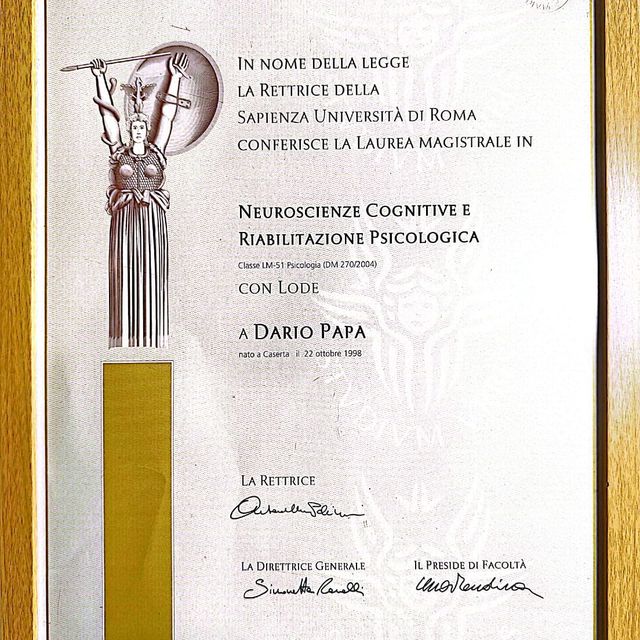 IN NOME DELLA LEGGE
LA RETTRICE DELLA
SAPIENZA UNIVERSITÀ DI ROMA
CONFERISCE LA LAUREA MAGISTRALE IN
NEUROSCIENZE COGNITIVE E
RIABILITAZIONE PSICOLOGICA
Classe LM-51 Psicologia (DM 270/2004)
CON LODE
A DARIO PAPA
nato a Caserta il 22 ottobre 1998
LA RETTRICE
LA DIRETTRICE GENERALE
IL PRESIDE DI FACOLTÀ